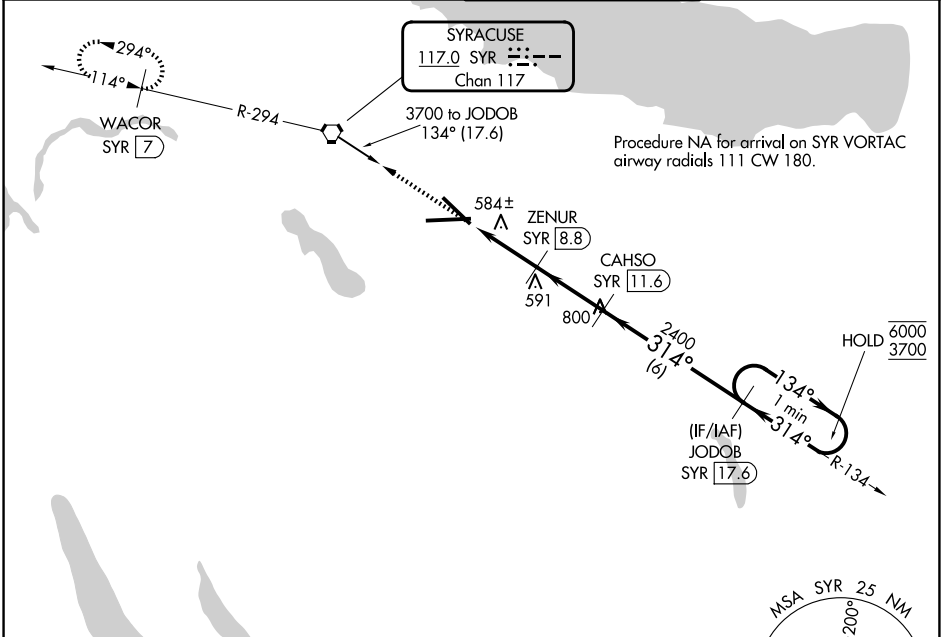 SYRACUSE
117.0 SYR
Chan 117
294°
114°
WACOR
SYR 7
R-294
3700 to JODOB
134° (17.6)
Procedure NA for arrival on SYR VORTAC
airway radials 111 CW 180.
584±
ZENUR
SYR 8.8
591
CAHSO
SYR 11.6
800
2400
314°
(6)
HOLD 6000
3700
134°
1 min
314°
(IF/IAF)
JODOB
SYR 17.6
R-134
MSA SYR 25 NM
200°